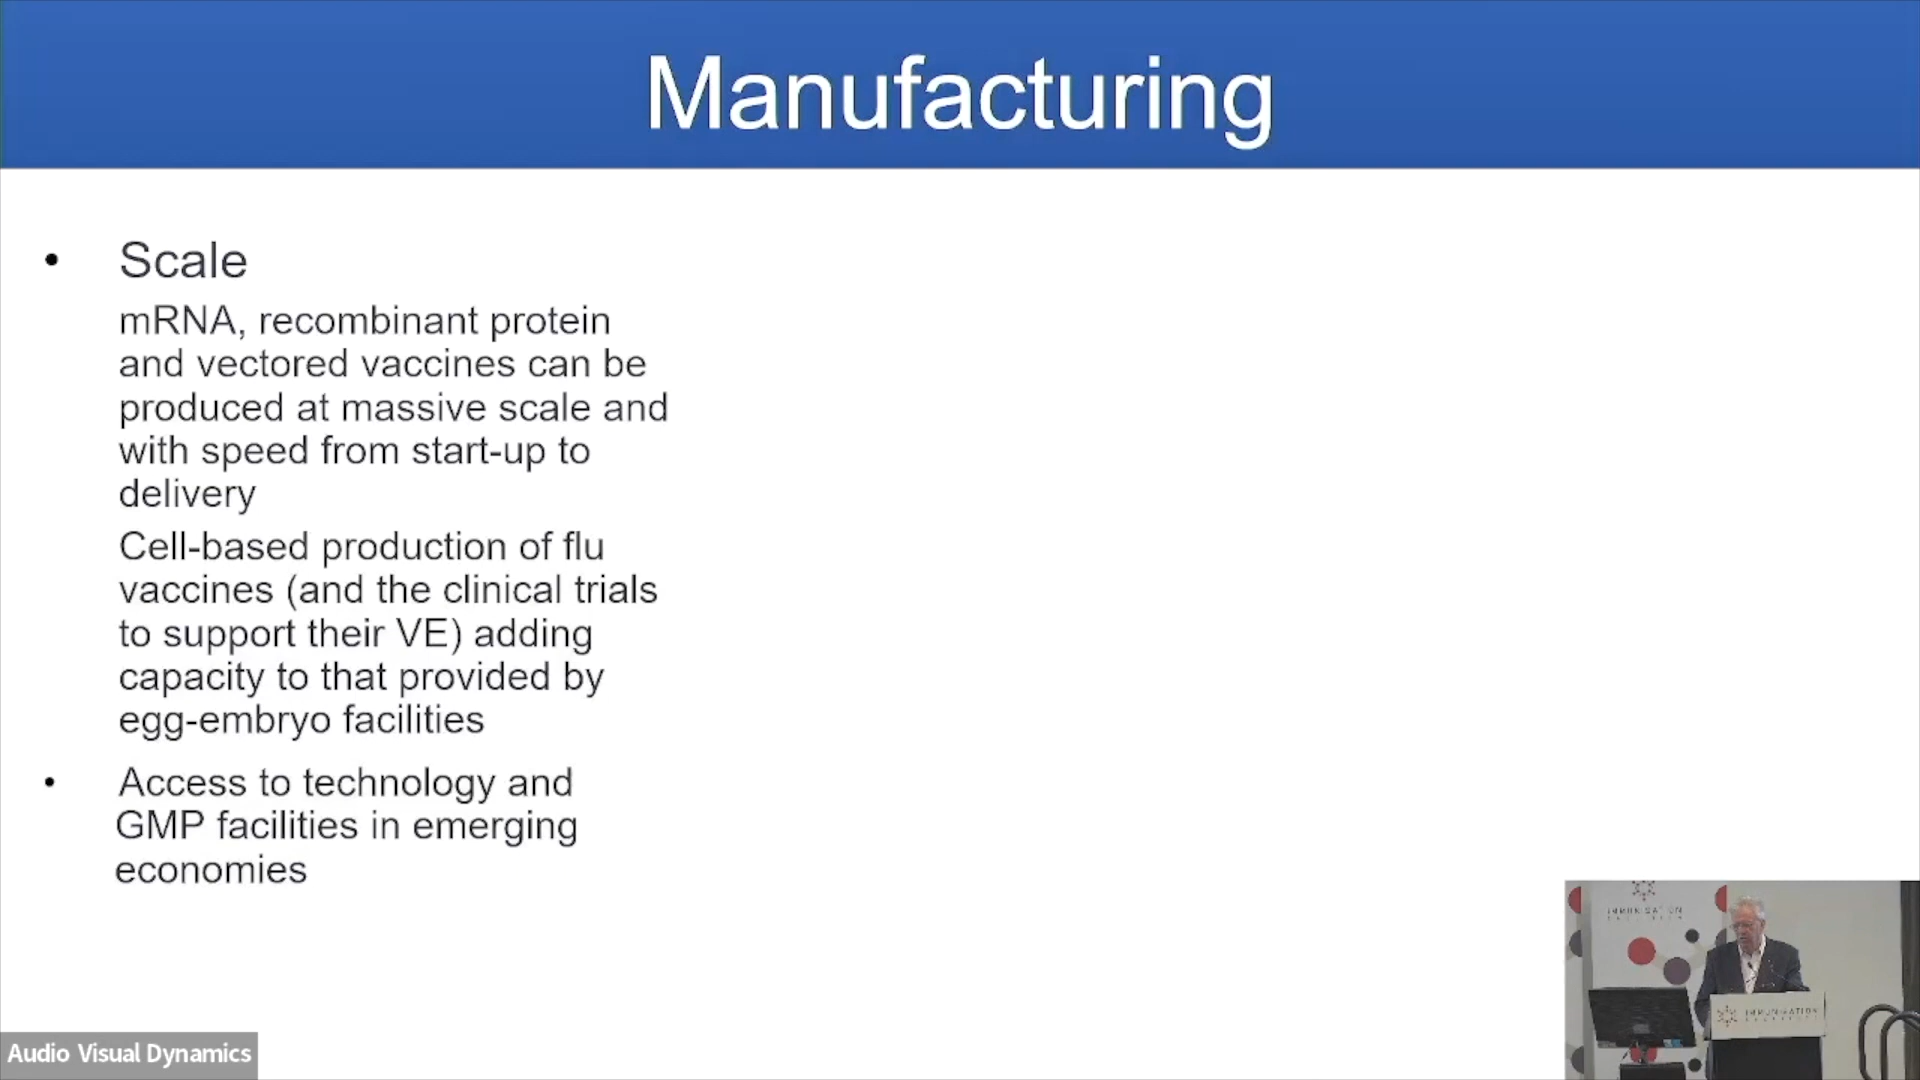 Manufacturing
• Scale
mRNA, recombinant protein
and vectored vaccines can be
produced at massive scale and
with speed from start-up to
delivery
Cell-based production of flu
vaccines (and the clinical trials
to support their VE) adding
capacity to that provided by
egg-embryo facilities
• Access to technology and
GMP facilities in emerging
economies
IMMUNISATION
IMMUNISATION
Audio Visual Dynamics